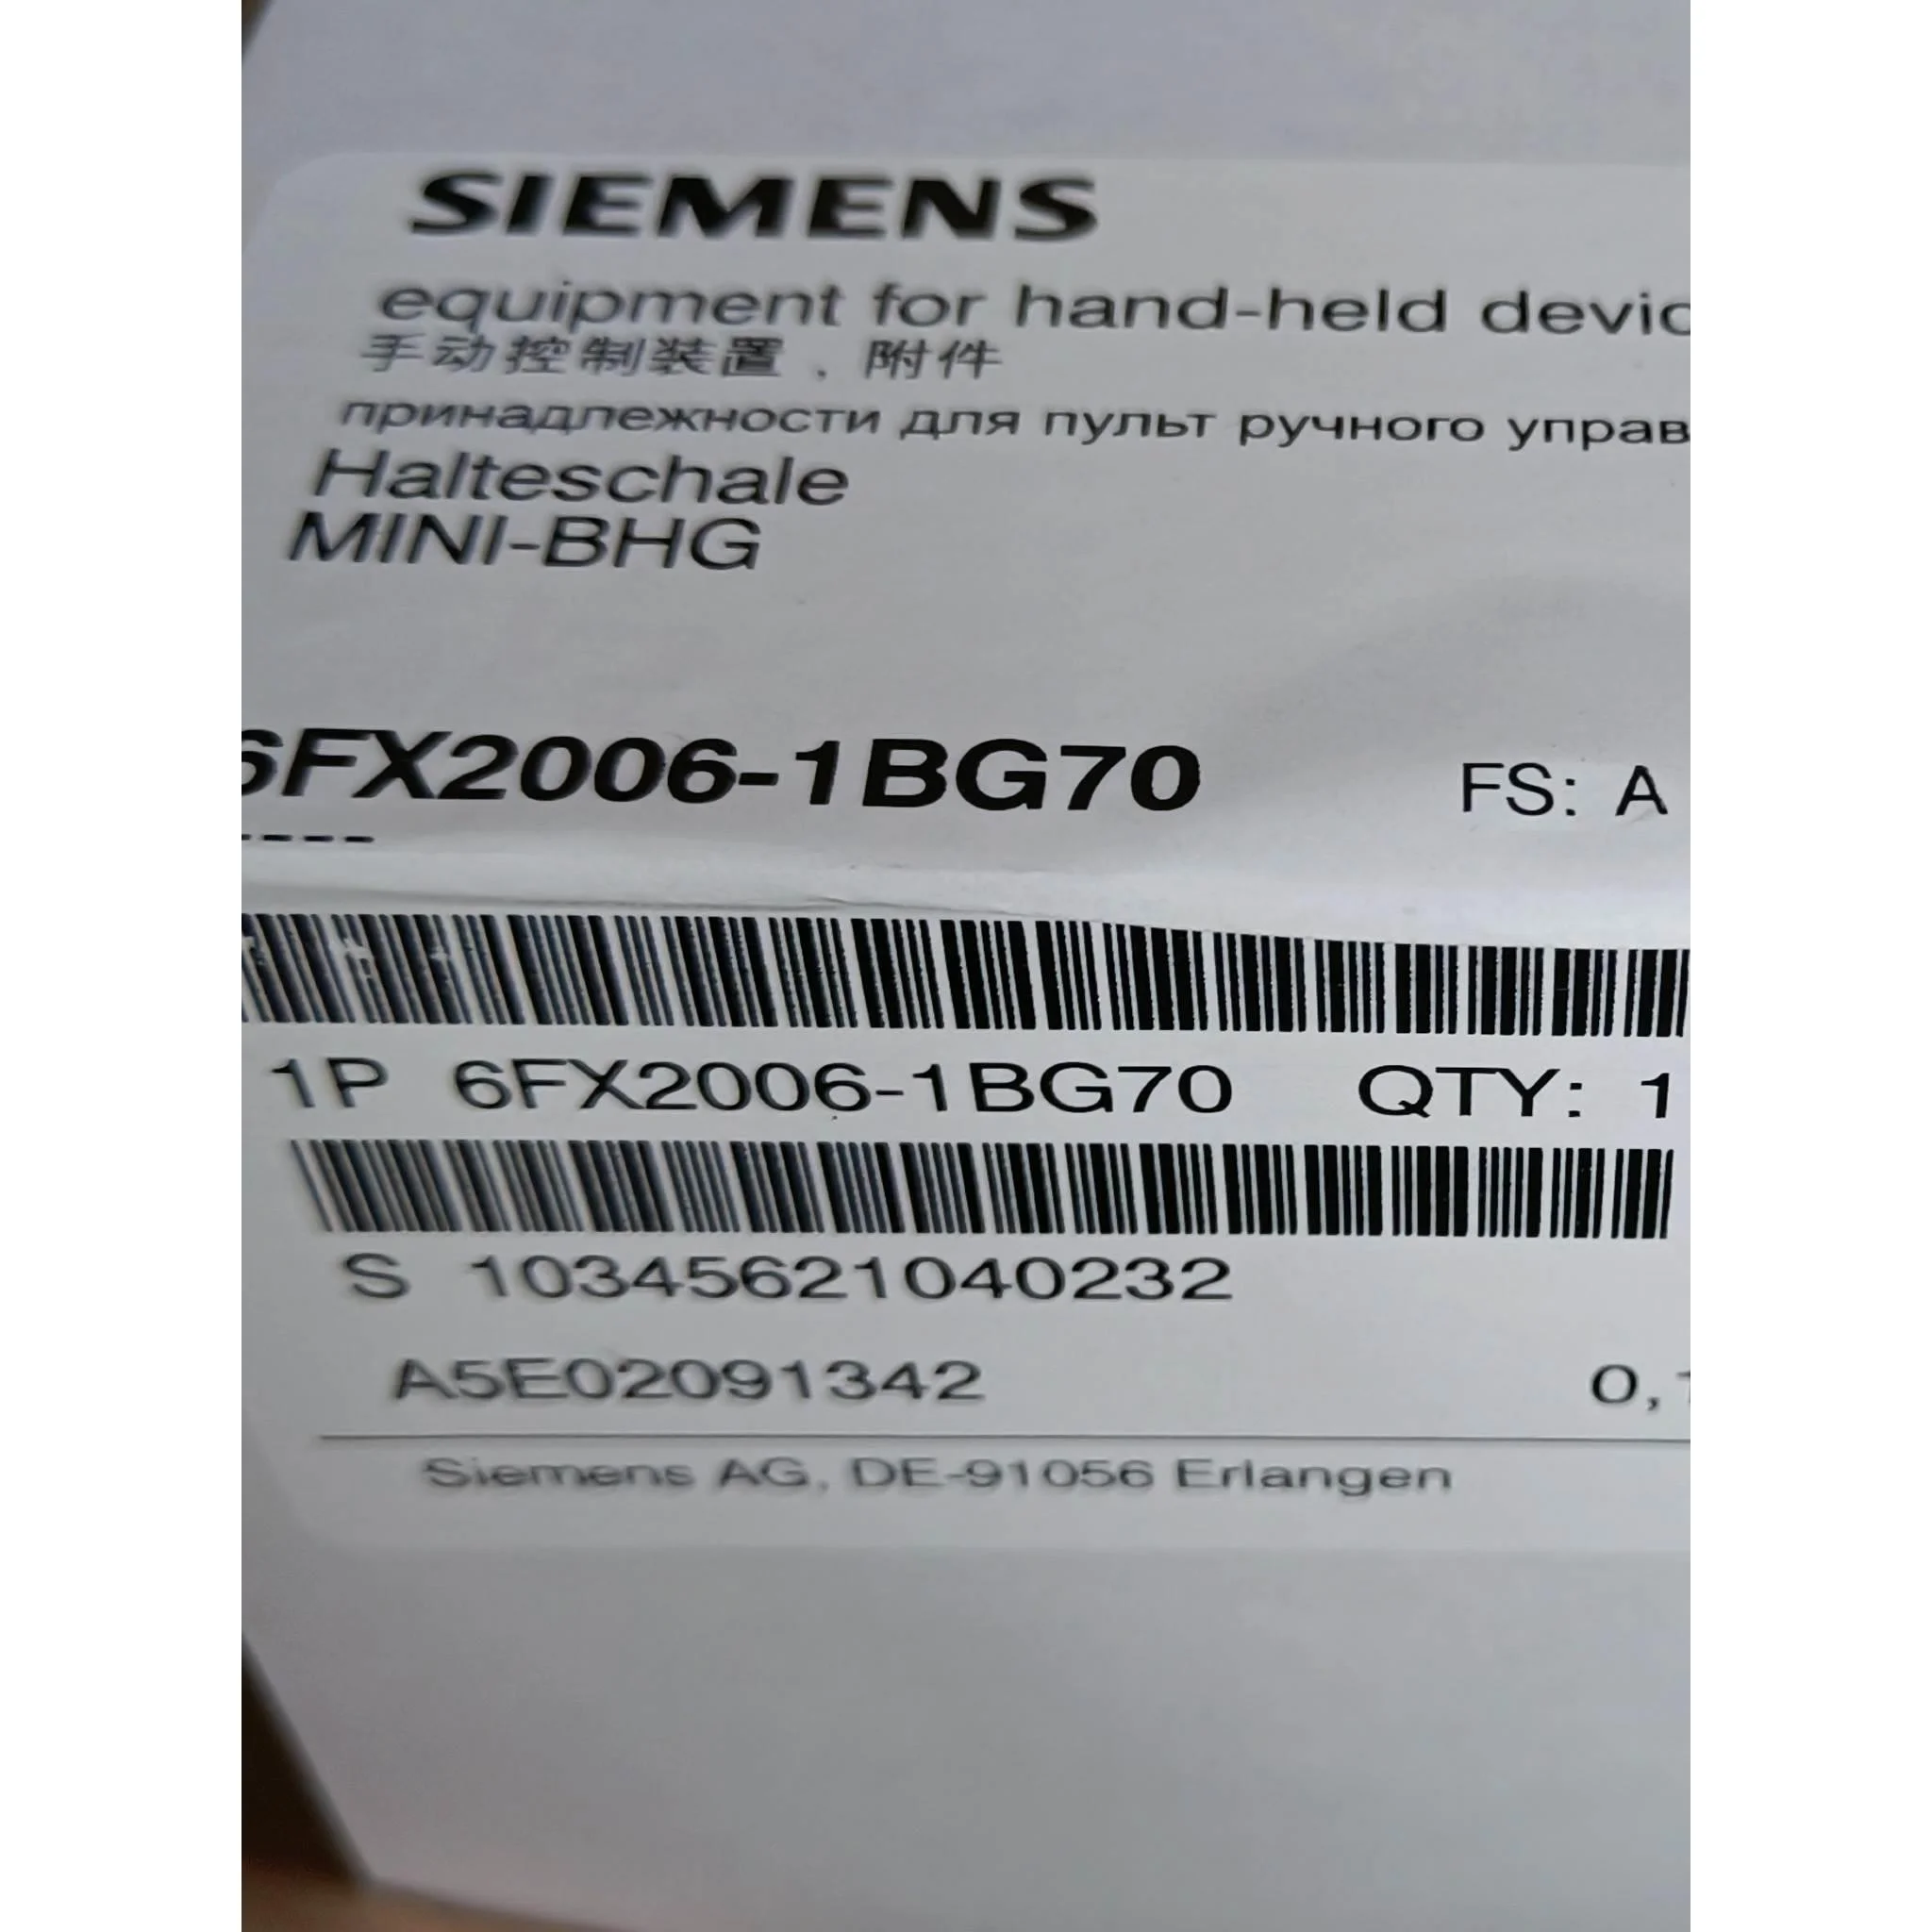 SIEMENS
equipment for hand-held devic
手动控制装置，附件
принадлежности для пульт ручного управ
Halteschale
MINI-BHG
6FX2006-1BG70 FS: A
----
1P 6FX2006-1BG70 QTY: 1
S 10345621040232
A5E02091342 0,1
Siemens AG, DE-91056 Erlangen